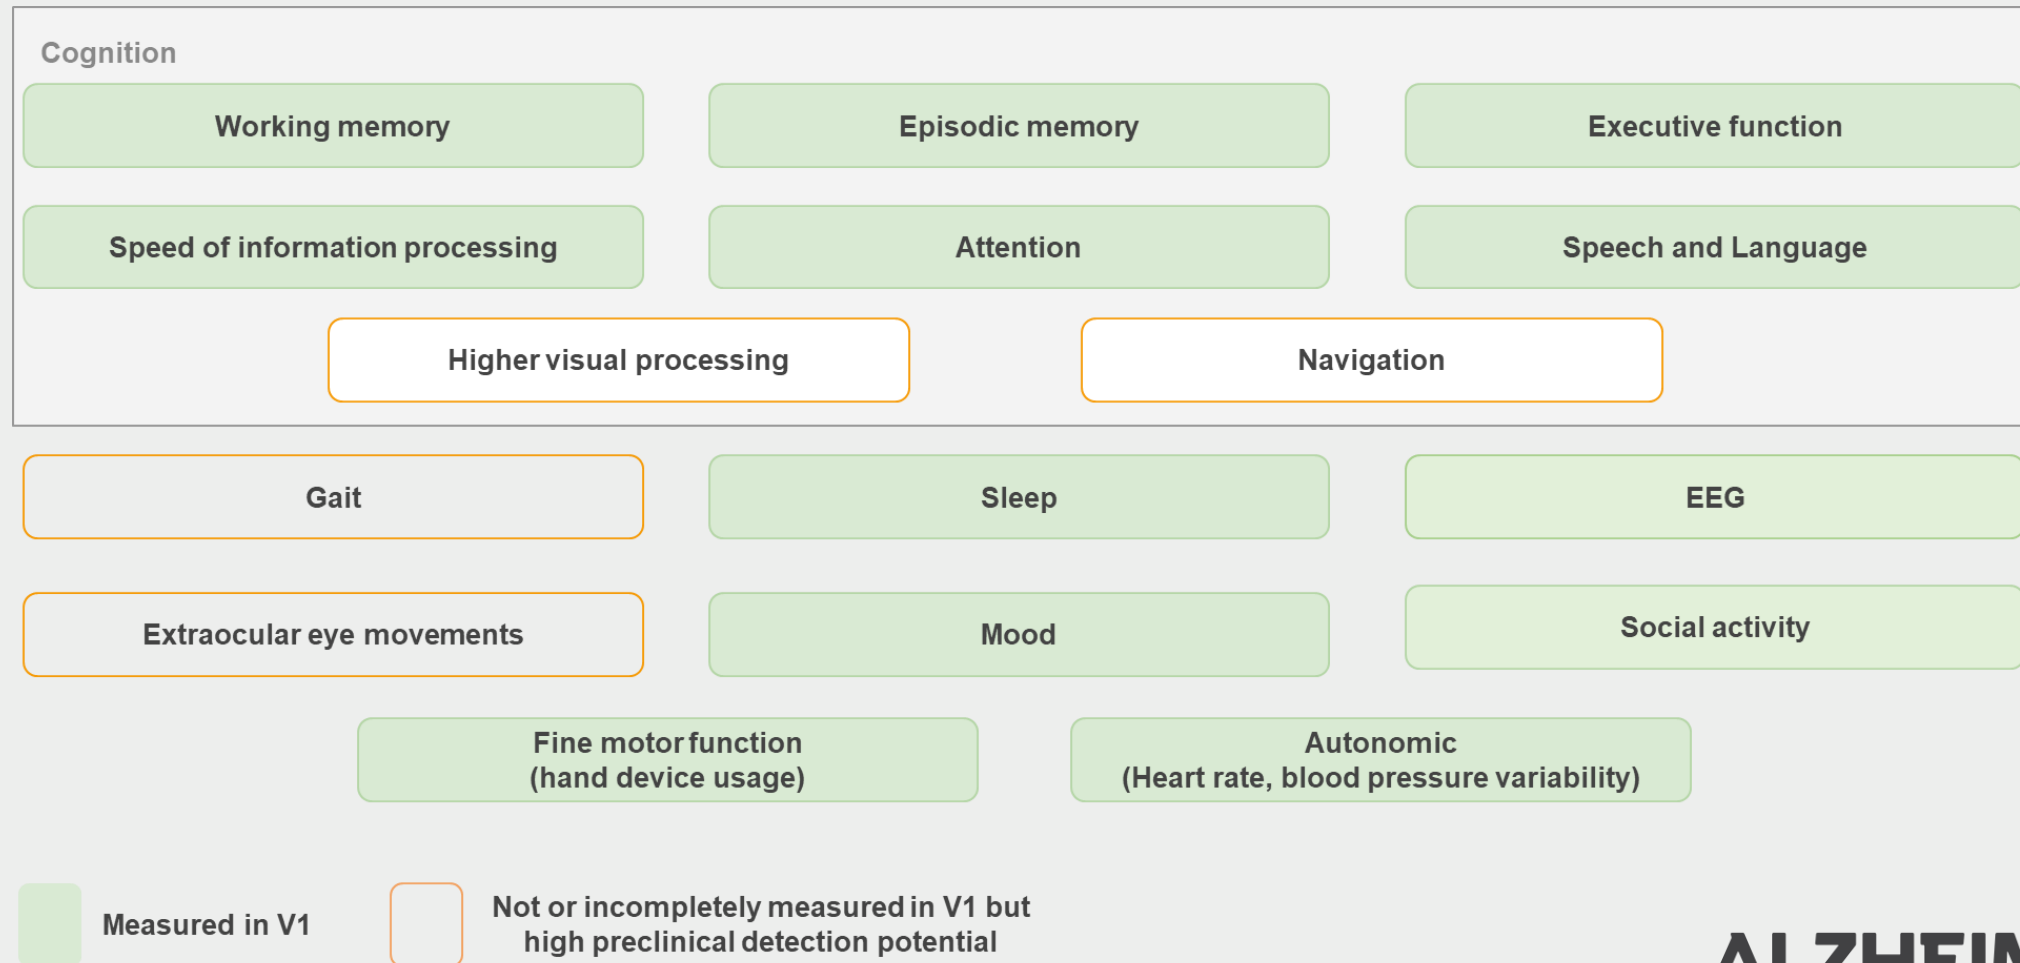 Cognition
Working memory
Episodic memory
Executive function
Speed of information processing
Attention
Speech and Language
Higher visual processing
Navigation
Gait
Sleep
EEG
Extraocular eye movements
Mood
Social activity
Fine motor function
(hand device usage)
Autonomic
(Heart rate, blood pressure variability)
Measured in V1
Not or incompletely measured in V1 but
high preclinical detection potential